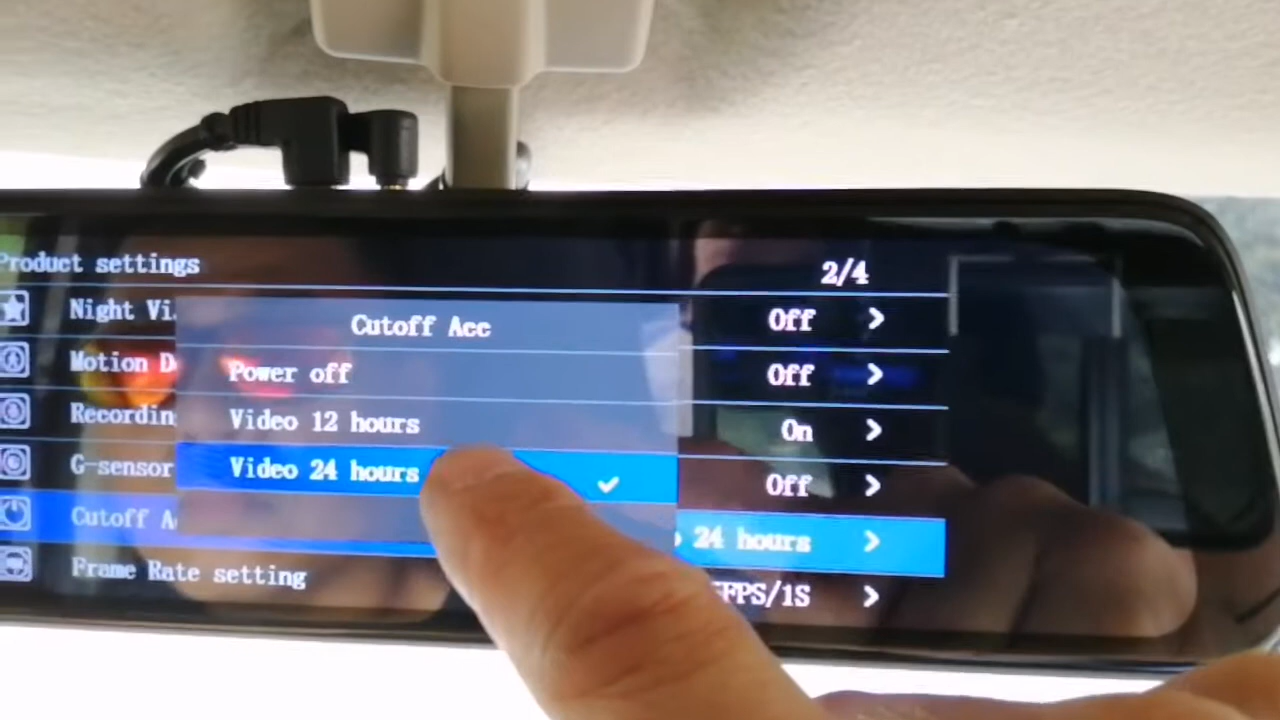 Product settings 2/4
Night Vi Off
Motion D Off
Recording On
G-sensor Off
Cutoff A 24 hours
Frame Rate setting FPS/1S
Cutoff Acc
Power off
Video 12 hours
Video 24 hours